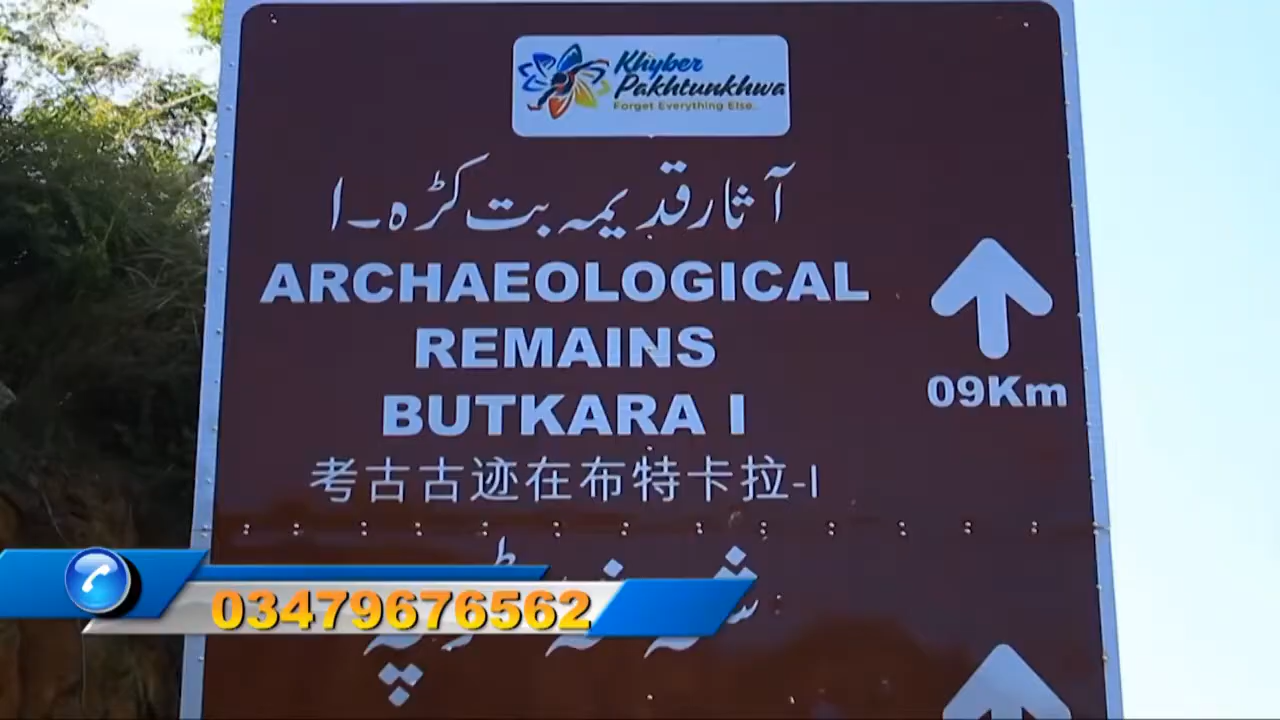 Khyber
Pakhtunkhwa
Forget Everything Else...
آثار قدیمہ بت کڑہ۔ا
ARCHAEOLOGICAL
REMAINS
BUTKARA I
09Km
考古古迹在布特卡拉-I
03479676562